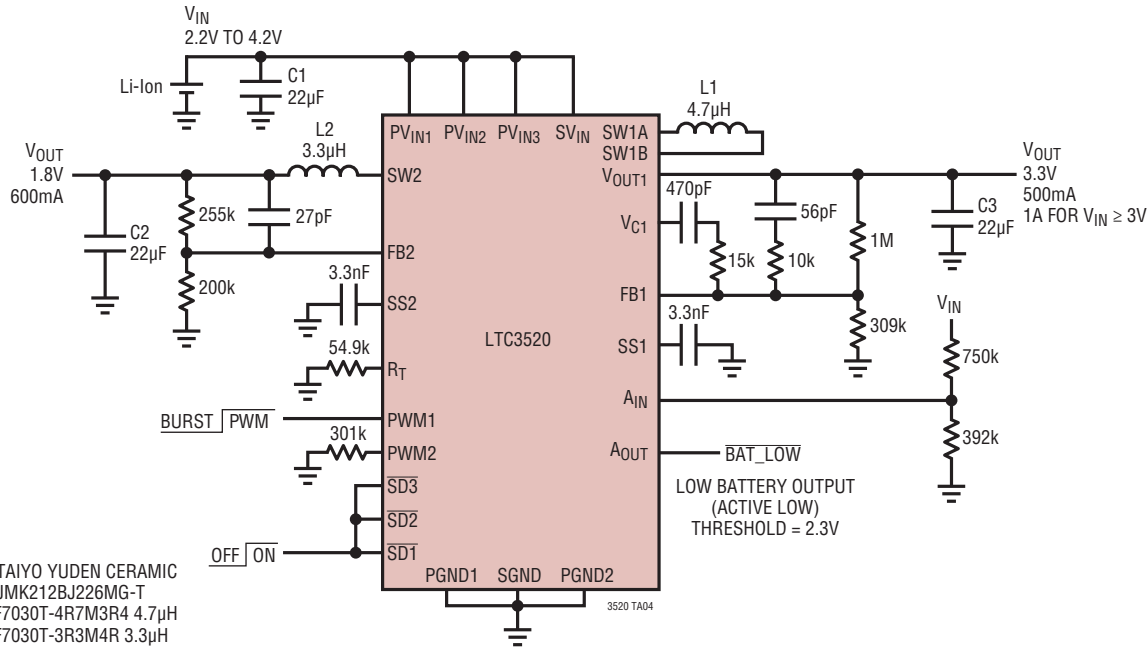 VIN
2.2V TO 4.2V
Li-Ion
C1
22µF
L1
4.7µH
PVIN1 PVIN2 PVIN3 SVIN SW1A
SW1B
L2
3.3µH
VOUT
1.8V
600mA
SW2
VOUT1
VOUT
3.3V
500mA
1A FOR VIN ≥ 3V
470pF
255k
27pF
C2
22µF
VC1
56pF
C3
22µF
15k
10k
1M
FB2
200k
3.3nF
SS2
FB1
VIN
3.3nF
309k
LTC3520
SS1
750k
54.9k
RT
AIN
BURST PWM
PWM1
392k
301k
PWM2
AOUT
BAT_LOW
LOW BATTERY OUTPUT
(ACTIVE LOW)
THRESHOLD = 2.3V
SD3
SD2
OFF ON
SD1
PGND1 SGND PGND2
3520 TA04
TAIYO YUDEN CERAMIC
JMK212BJ226MG-T
F7030T-4R7M3R4 4.7µH
F7030T-3R3M4R 3.3µH